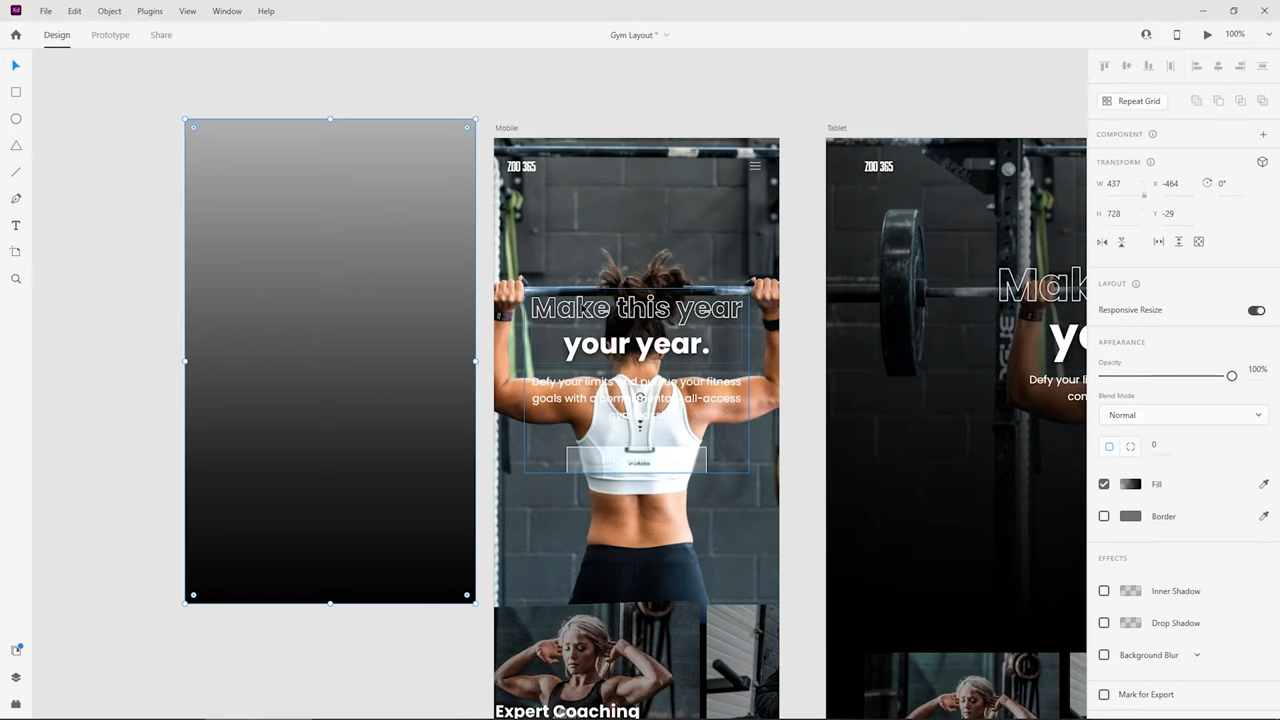 Xd File Edit Object Plugins View Window Help
Design Prototype Share Gym Layout * 100%
Repeat Grid
COMPONENT
TRANSFORM
W 437 X -464 0°
H 728 Y -29
LAYOUT
Responsive Resize
APPEARANCE
Opacity
100%
Blend Mode
Normal
0
Fill
Border
EFFECTS
Inner Shadow
Drop Shadow
Background Blur
Mark for Export
T
Mobile
ZOO 365
Make this year
your year.
Defy your limits and pursue your fitness
goals with a complimentary all-access
Expert Coaching
Tablet
ZOO 365
Mak
ye
Defy your li
con